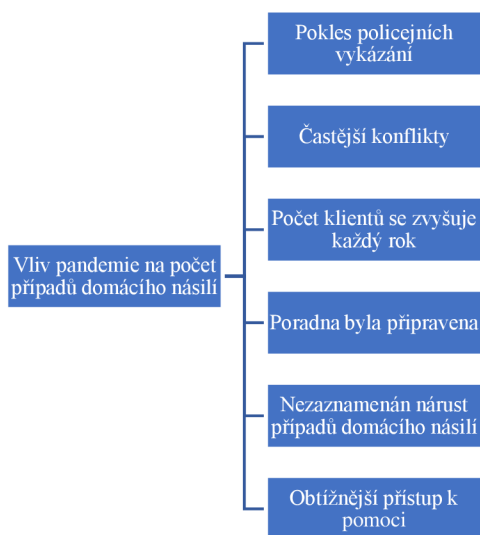 Pokles policejních
vykázání
Častější konflikty
Počet klientů se zvyšuje
každý rok
Vliv pandemie na počet
případů domácího násilí
Poradna byla připravena
Nezaznamenán nárust
případů domácího násilí
Obtížnější přístup k
pomoci